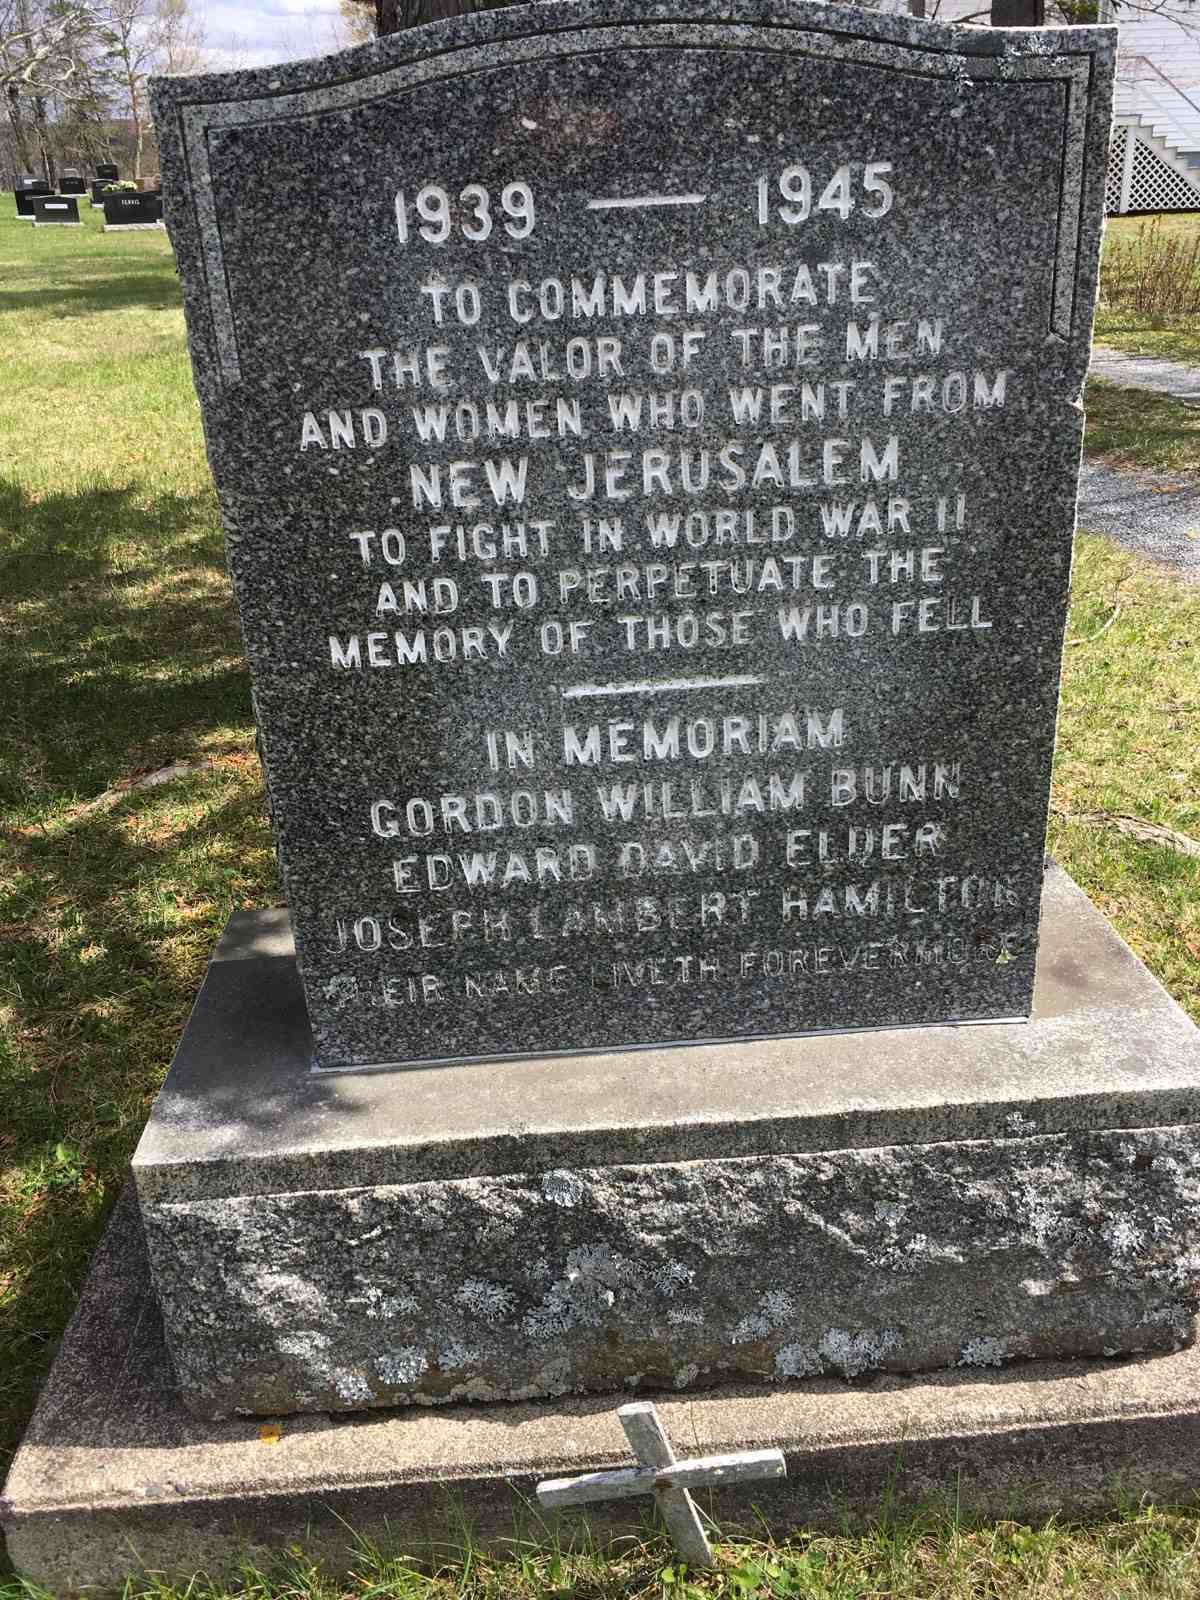 1939 — 1945
TO COMMEMORATE
THE VALOR OF THE MEN
AND WOMEN WHO WENT FROM
NEW JERUSALEM
TO FIGHT IN WORLD WAR II
AND TO PERPETUATE THE
MEMORY OF THOSE WHO FELL
IN MEMORIAM
GORDON WILLIAM BUNN
EDWARD DAVID ELDER
JOSEPH LAMBERT HAMILTON
THEIR NAME LIVETH FOREVERMORE